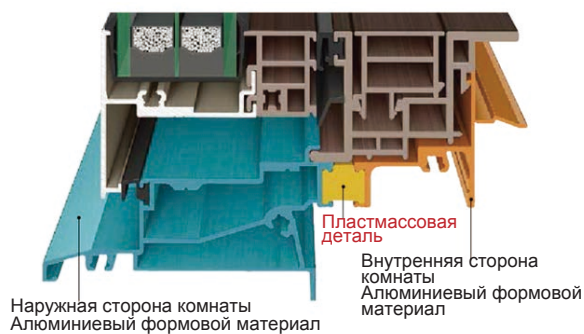 Пластмассовая
деталь
Внутренняя сторона
комнаты
Алюминиевый формовой
материал
Наружная сторона комнаты
Алюминиевый формовой материал